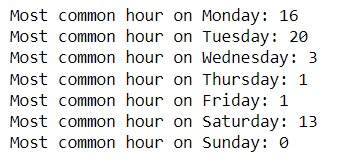 Most common hour on Monday: 16
Most common hour on Tuesday: 20
Most common hour on Wednesday: 3
Most common hour on Thursday: 1
Most common hour on Friday: 1
Most common hour on Saturday: 13
Most common hour on Sunday: 0